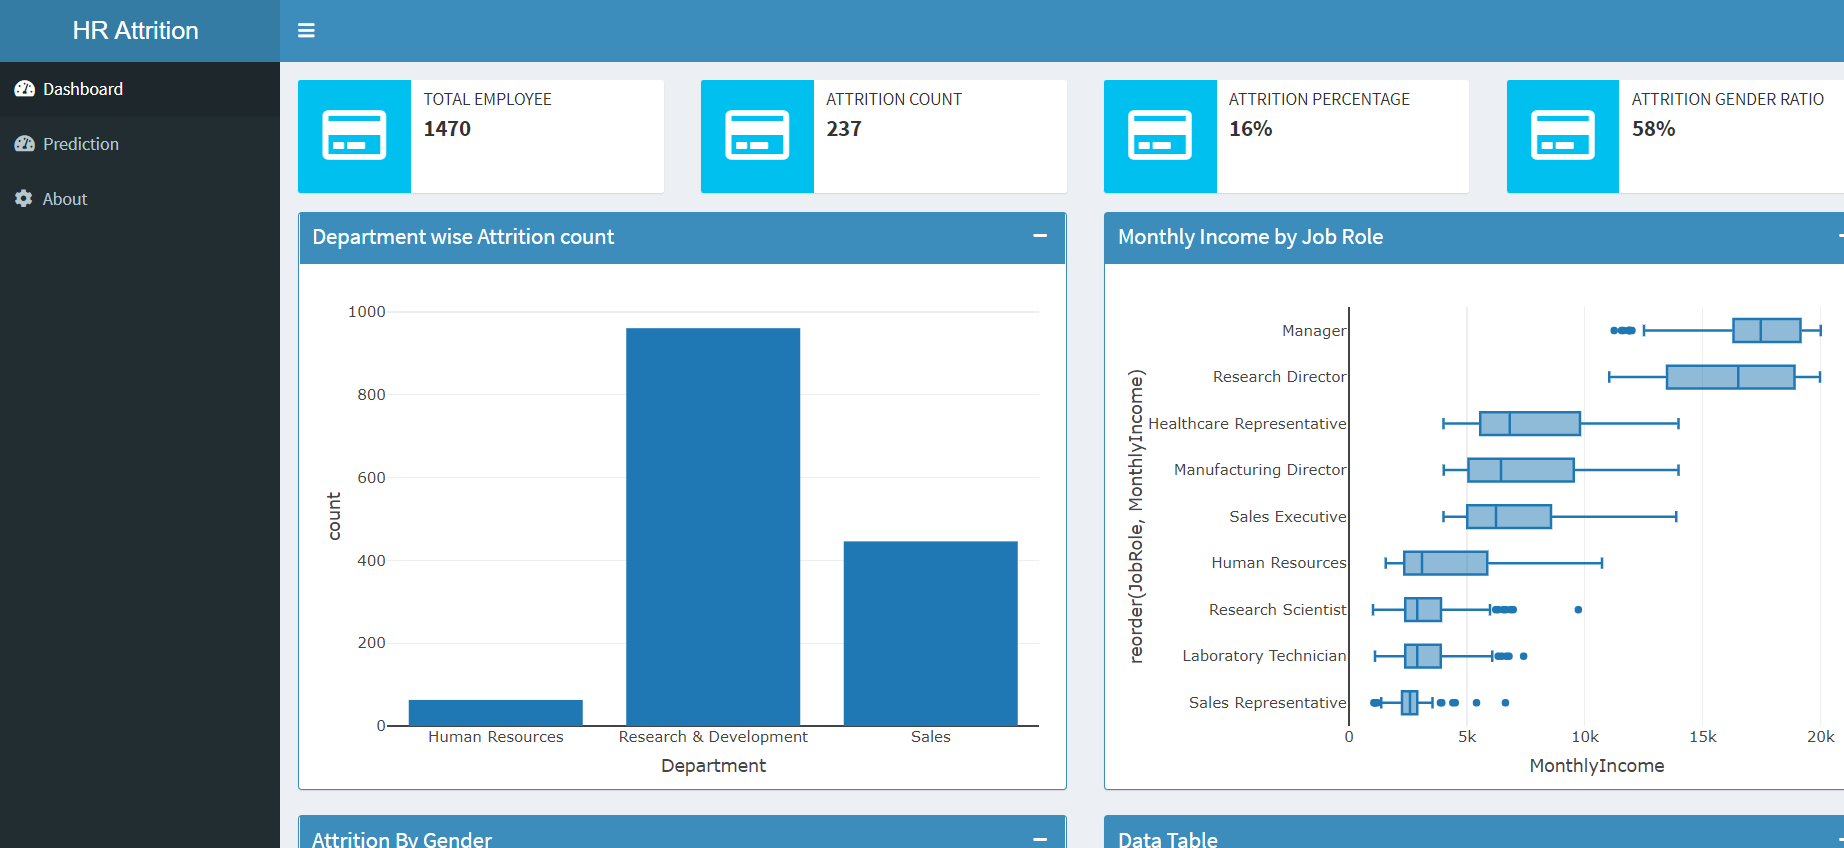 HR Attrition
Dashboard
Prediction
About
TOTAL EMPLOYEE
1470
ATTRITION COUNT
237
ATTRITION PERCENTAGE
16%
ATTRITION GENDER RATIO
58%
Department wise Attrition count
1000
800
600
400
200
0
count
Human Resources
Research & Development
Sales
Department
Monthly Income by Job Role
reorder(JobRole, MonthlyIncome)
Manager
Research Director
Healthcare Representative
Manufacturing Director
Sales Executive
Human Resources
Research Scientist
Laboratory Technician
Sales Representative
0
5k
10k
15k
20k
MonthlyIncome
Attrition By Gender
Data Table